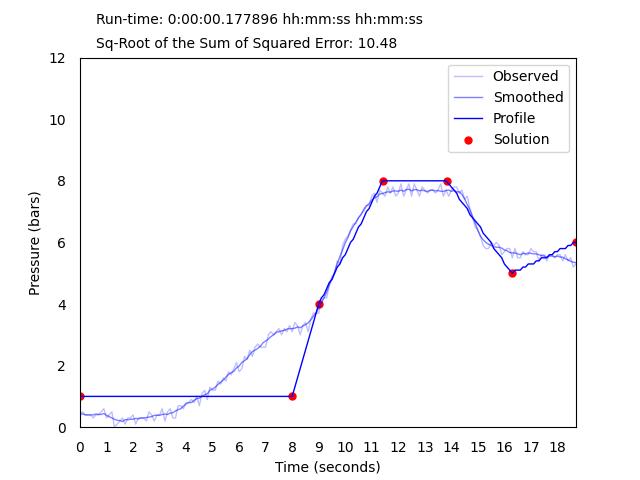 Run-time: 0:00:00.177896 hh:mm:ss hh:mm:ss
Sq-Root of the Sum of Squared Error: 10.48
12
10
8
6
4
2
0
Pressure (bars)
Observed
Smoothed
Profile
Solution
0 1 2 3 4 5 6 7 8 9 10 11 12 13 14 15 16 17 18
Time (seconds)